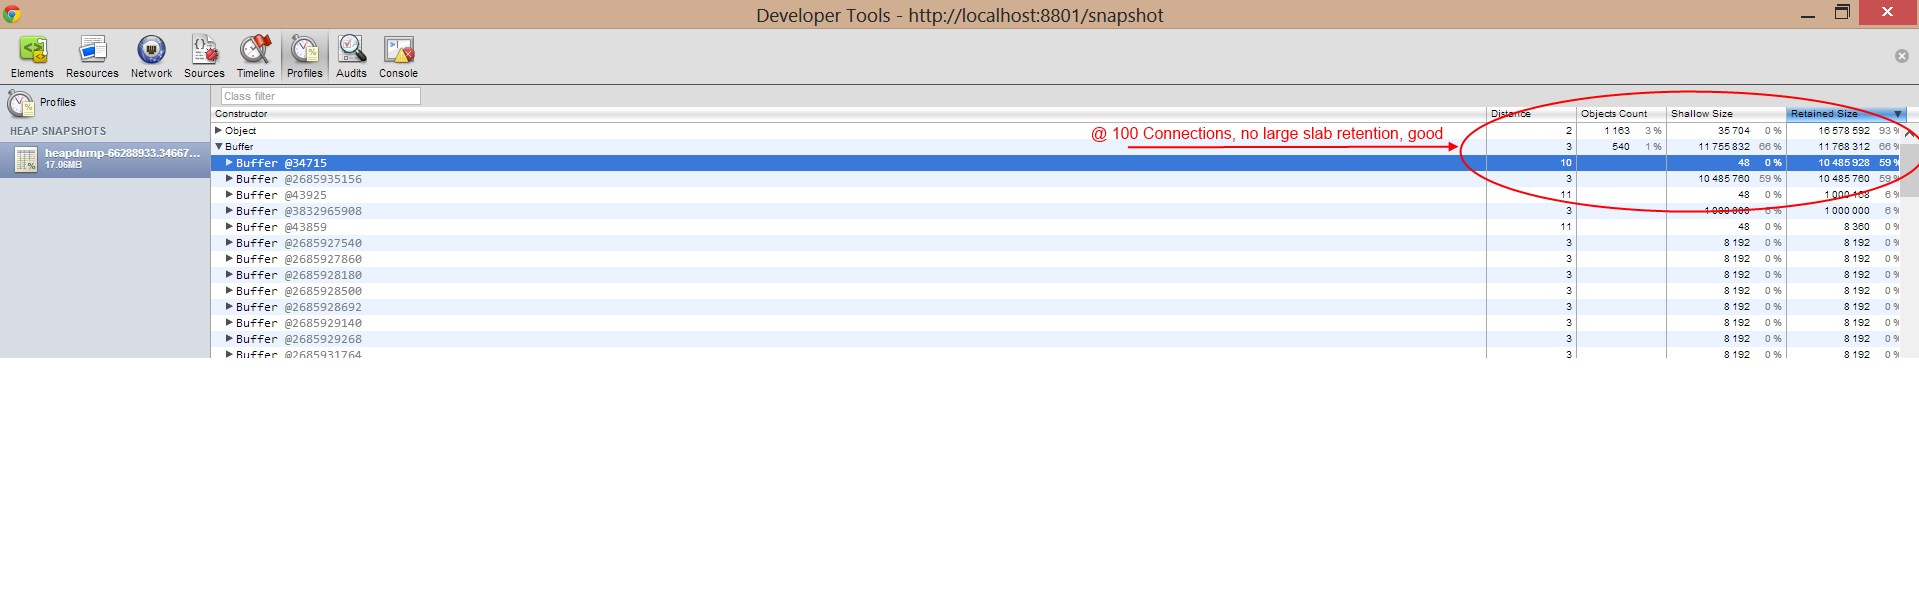 Developer Tools - http://localhost:8801/snapshot
Elements Resources Network Sources Timeline Profiles Audits Console
Profiles
HEAP SNAPSHOTS
heapdump-66288933.34667...
17.06MB
Class filter
Constructor Distance Objects Count Shallow Size Retained Size
Object 2 1 163 3 % 35 704 0 % 16 578 592 93 %
Buffer 3 540 1 % 11 755 832 66 % 11 768 312 66 %
@ 100 Connections, no large slab retention, good
Buffer @34715 10 48 0 % 10 485 928 59 %
Buffer @2685935156 3 10 485 760 59 % 10 485 760 59 %
Buffer @43925 11 48 0 % 1 000 168 6 %
Buffer @3832965908 3 1 000 000 6 % 1 000 000 6 %
Buffer @43859 11 48 0 % 8 360 0 %
Buffer @2685927540 3 8 192 0 % 8 192 0 %
Buffer @2685927860 3 8 192 0 % 8 192 0 %
Buffer @2685928180 3 8 192 0 % 8 192 0 %
Buffer @2685928500 3 8 192 0 % 8 192 0 %
Buffer @2685928692 3 8 192 0 % 8 192 0 %
Buffer @2685929140 3 8 192 0 % 8 192 0 %
Buffer @2685929268 3 8 192 0 % 8 192 0 %
Buffer @2685931764 3 8 192 0 % 8 192 0 %